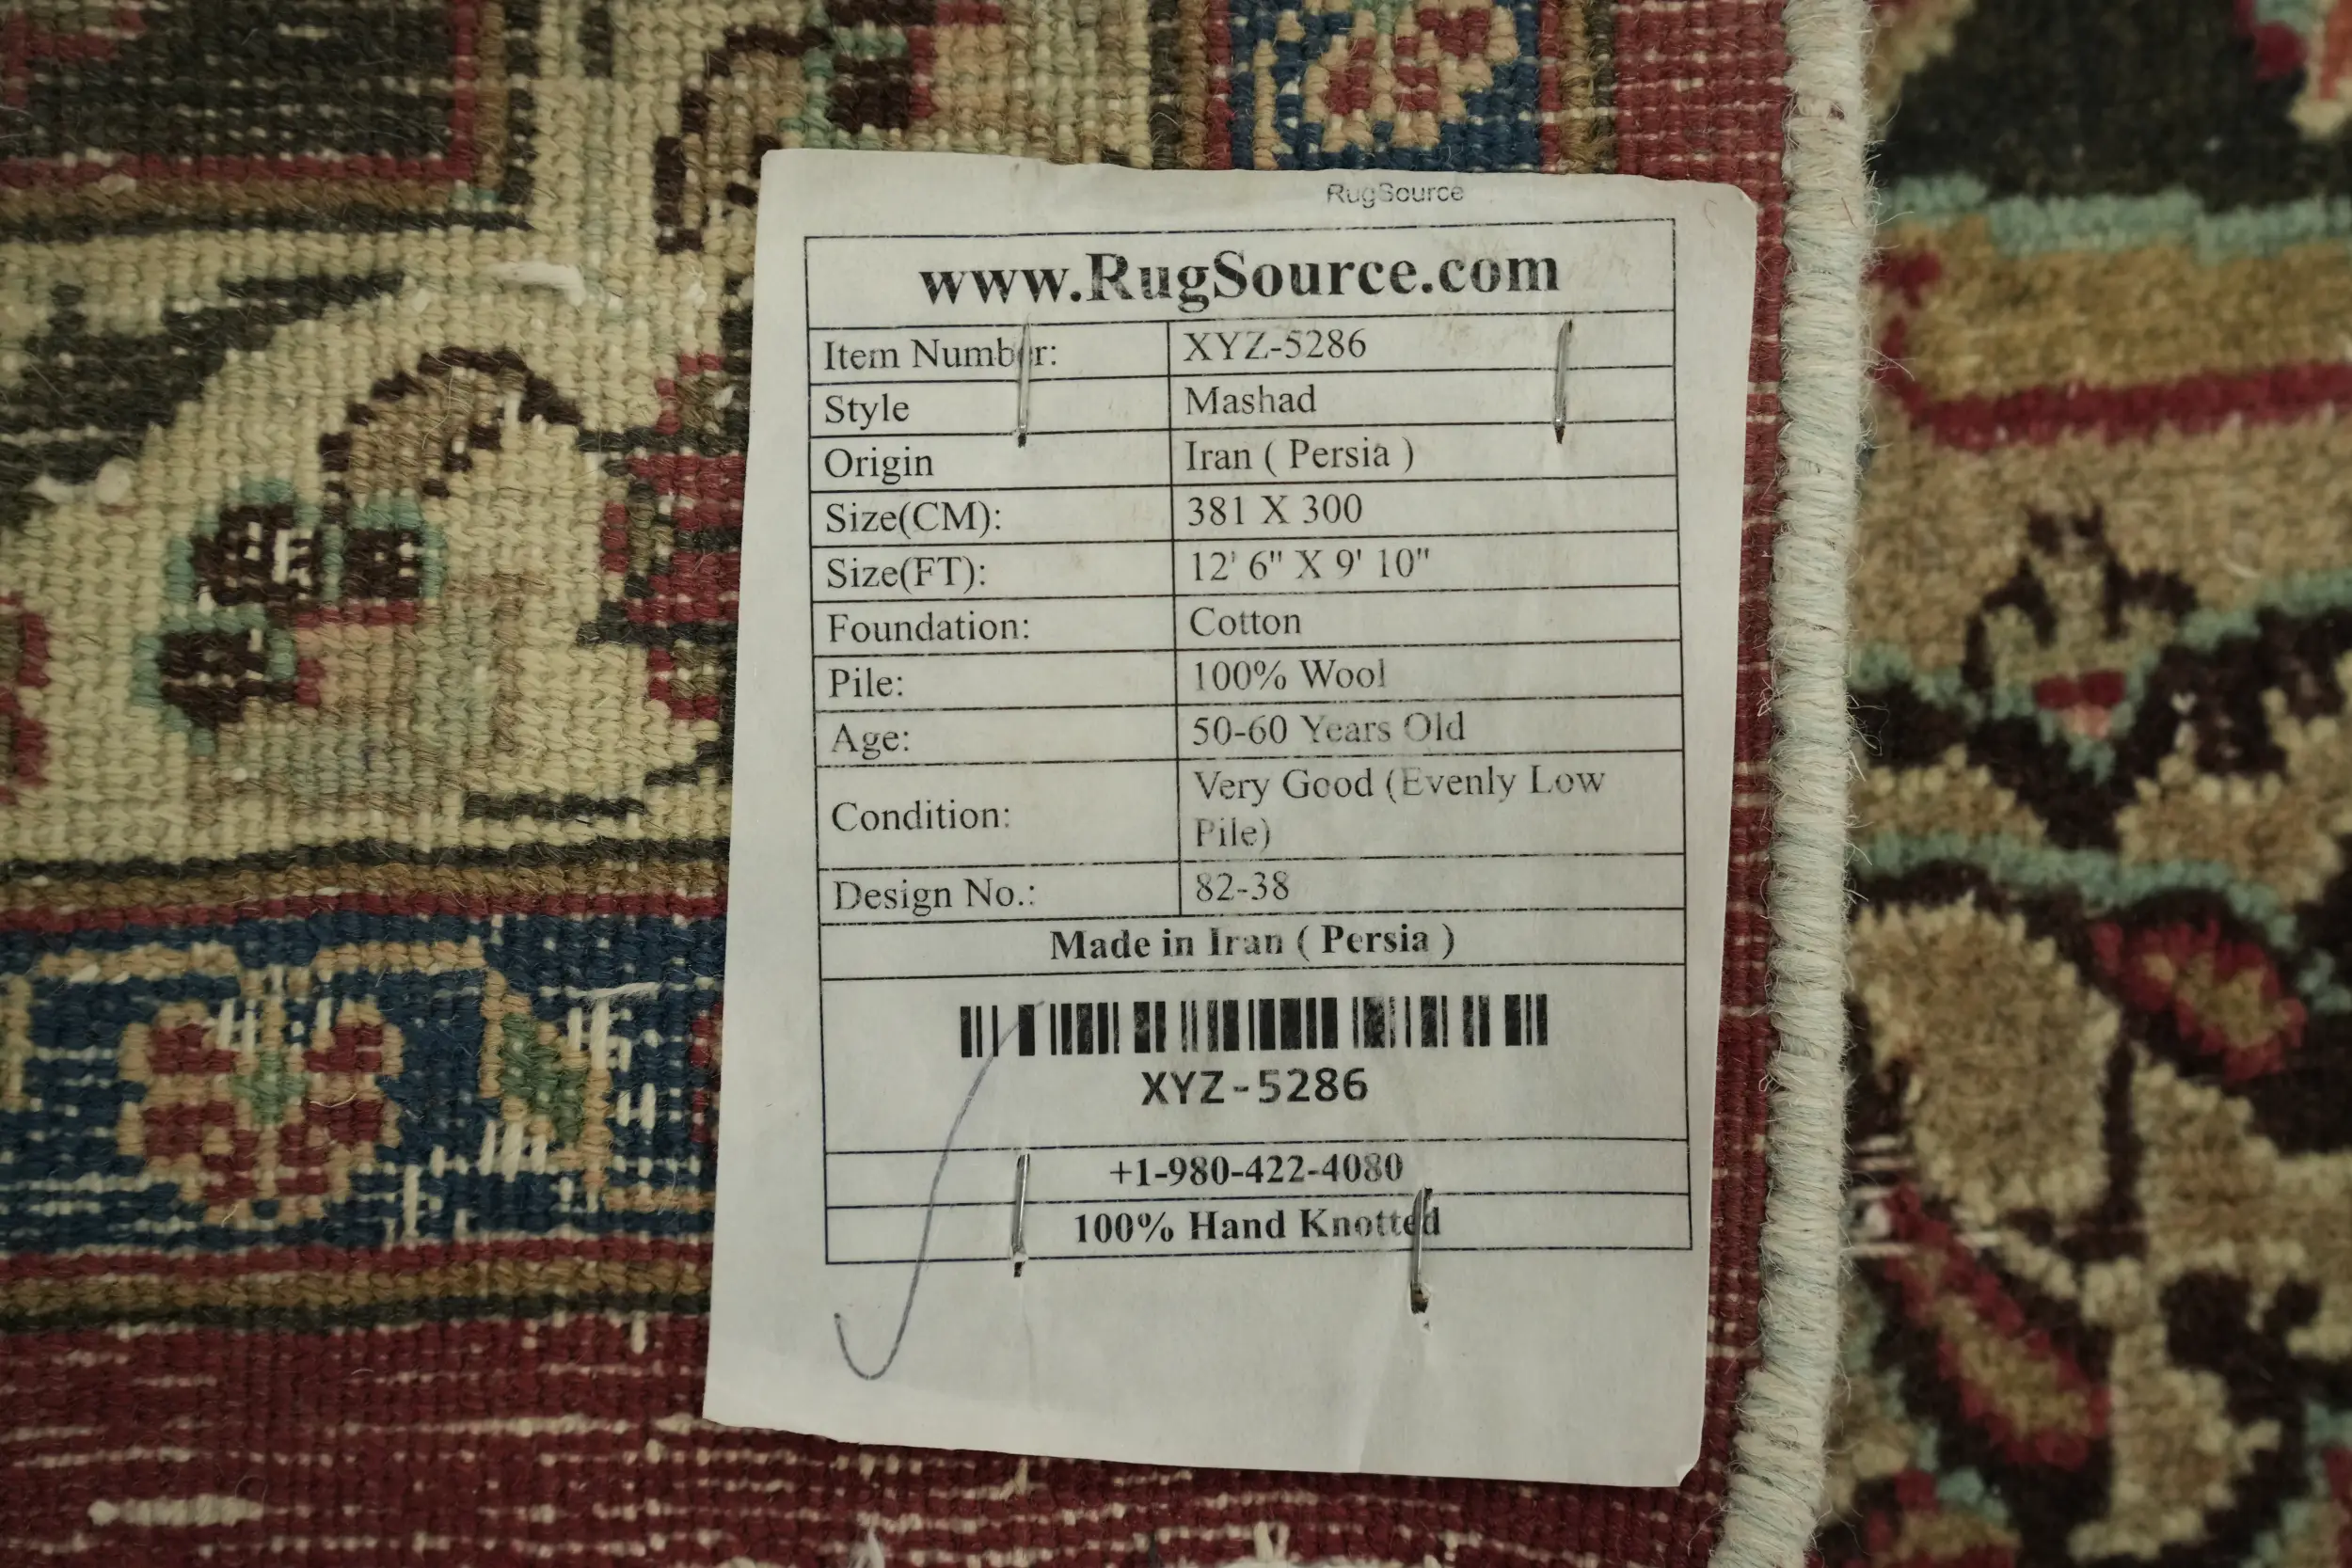 RugSource
www.RugSource.com
Item Number: XYZ-5286
Style Mashad
Origin Iran ( Persia )
Size(CM): 381 X 300
Size(FT): 12' 6" X 9' 10"
Foundation: Cotton
Pile: 100% Wool
Age: 50-60 Years Old
Condition: Very Good (Evenly Low
Pile)
Design No.: 82-38
Made in Iran ( Persia )
XYZ-5286
+1-980-422-4080
100% Hand Knotted